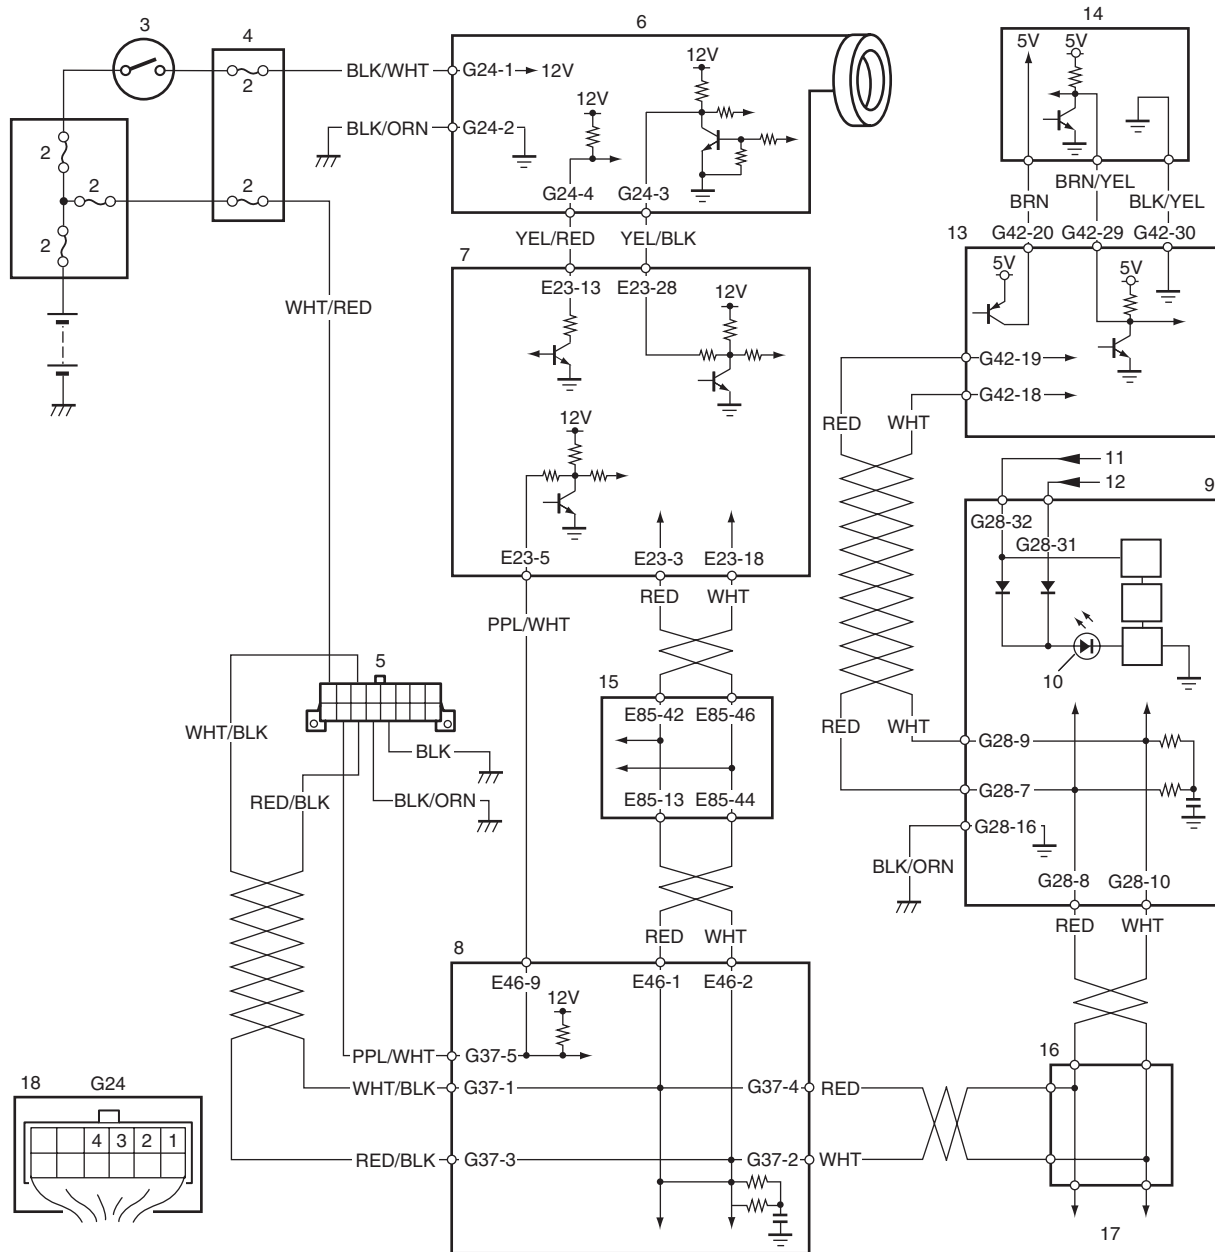 3
4
6
14
2
BLK/WHT
G24-1
12V
12V
12V
5V
5V
BLK/ORN
G24-2
2
2
2
2
G24-4
G24-3
BRN
BRN/YEL
BLK/YEL
YEL/RED
YEL/BLK
13
G42-20
G42-29
G42-30
7
E23-13
E23-28
5V
5V
WHT/RED
12V
G42-19
G42-18
RED
WHT
12V
11
12
9
G28-32
G28-31
E23-5
E23-3
E23-18
RED
WHT
PPL/WHT
5
15
10
E85-42
E85-46
WHT/BLK
RED
WHT
BLK
G28-9
RED/BLK
E85-13
E85-44
G28-7
BLK/ORN
G28-16
BLK/ORN
G28-8
G28-10
RED
WHT
RED
WHT
8
E46-9
E46-1
E46-2
12V
PPL/WHT
G37-5
16
18
G24
WHT/BLK
G37-1
G37-4
RED
4
3
2
1
RED/BLK
G37-3
G37-2
WHT
17